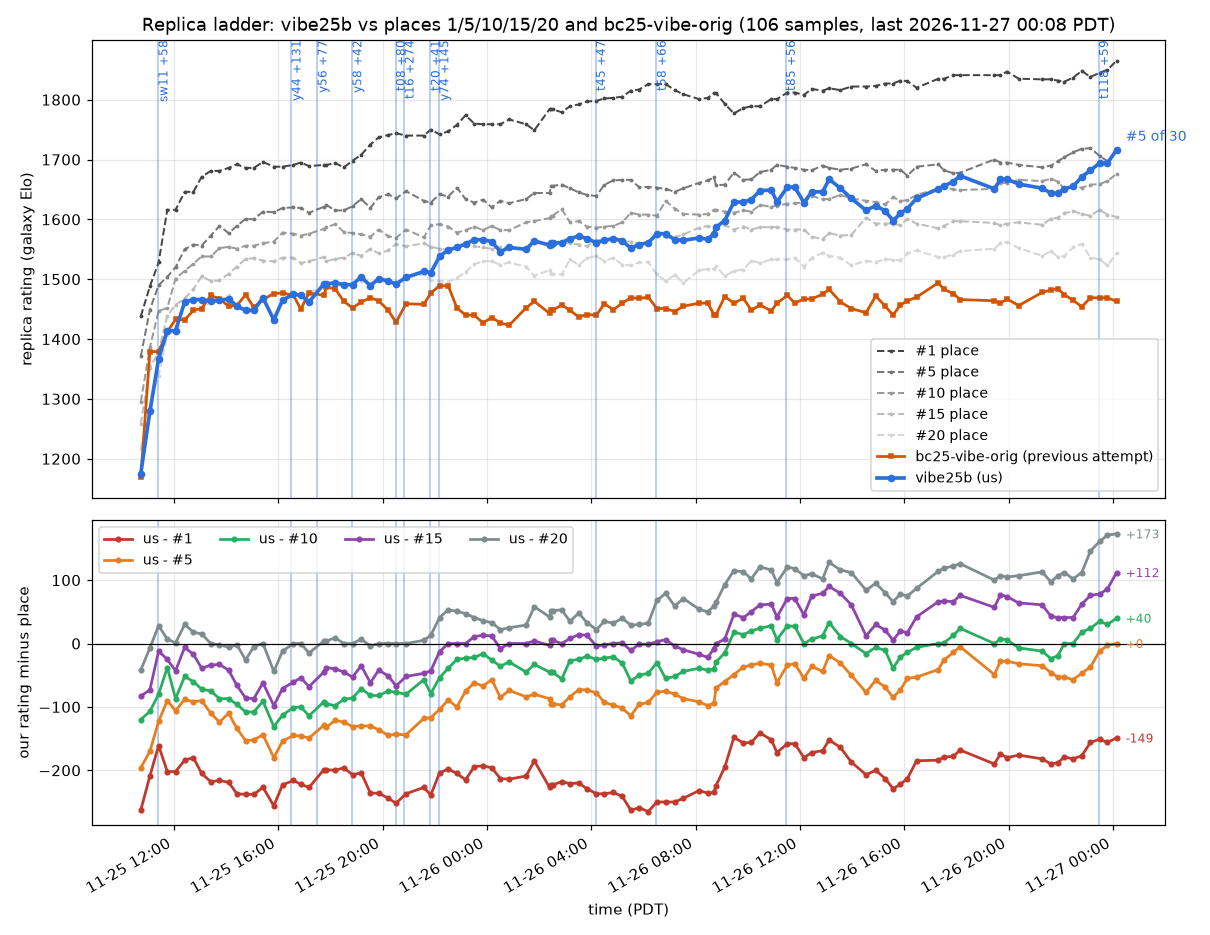 Replica ladder: vibe25b vs places 1/5/10/15/20 and bc25-vibe-orig (106 samples, last 2026-11-27 00:08 PDT)
sw11 +58
y44 +131
y56 +77
y58 +42
t08 +80
t16 +274
t20 +41
y74 +145
t45 +47
t58 +66
t85 +56
t118 +59
#5 of 30
replica rating (galaxy Elo)
1800
1700
1600
1500
1400
1300
1200
#1 place
#5 place
#10 place
#15 place
#20 place
bc25-vibe-orig (previous attempt)
vibe25b (us)
us - #1
us - #5
us - #10
us - #15
us - #20
our rating minus place
100
0
−100
−200
+173
+112
+40
+0
-149
11-25 12:00
11-25 16:00
11-25 20:00
11-26 00:00
11-26 04:00
11-26 08:00
11-26 12:00
11-26 16:00
11-26 20:00
11-27 00:00
time (PDT)